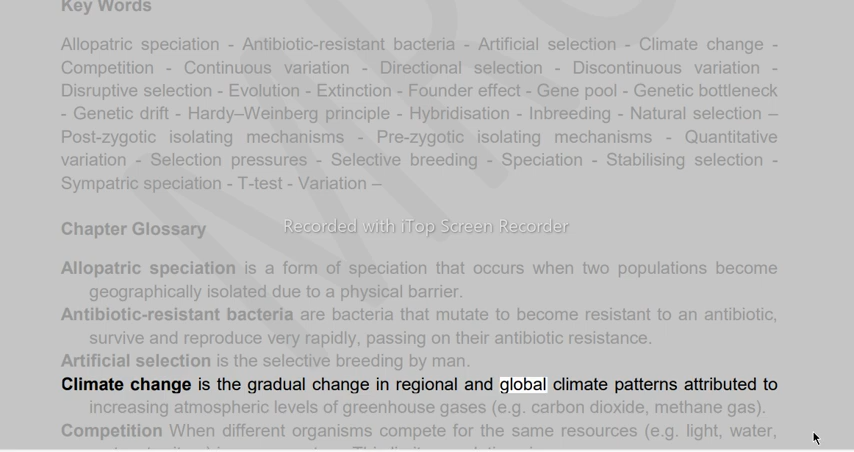 Key Words
Allopatric speciation - Antibiotic-resistant bacteria - Artificial selection - Climate change -
Competition - Continuous variation - Directional selection - Discontinuous variation -
Disruptive selection - Evolution - Extinction - Founder effect - Gene pool - Genetic bottleneck
- Genetic drift - Hardy–Weinberg principle - Hybridisation - Inbreeding - Natural selection –
Post-zygotic isolating mechanisms - Pre-zygotic isolating mechanisms - Quantitative
variation - Selection pressures - Selective breeding - Speciation - Stabilising selection -
Sympatric speciation - T-test - Variation –
Recorded with iTop Screen Recorder
Chapter Glossary
Allopatric speciation is a form of speciation that occurs when two populations become
geographically isolated due to a physical barrier.
Antibiotic-resistant bacteria are bacteria that mutate to become resistant to an antibiotic,
survive and reproduce very rapidly, passing on their antibiotic resistance.
Artificial selection is the selective breeding by man.
Climate change is the gradual change in regional and global climate patterns attributed to
increasing atmospheric levels of greenhouse gases (e.g. carbon dioxide, methane gas).
Competition When different organisms compete for the same resources (e.g. light, water,